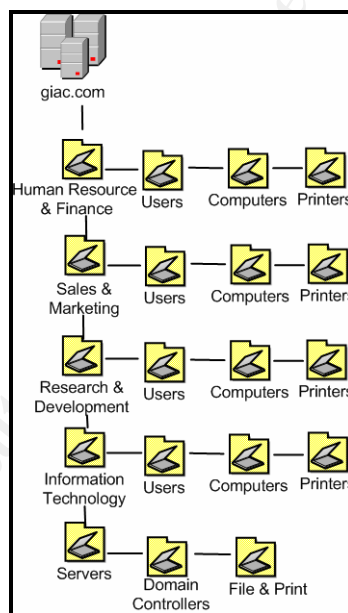 giac.com
Human Resource
& Finance
Users
Computers
Printers
Sales &
Marketing
Users
Computers
Printers
Research &
Development
Users
Computers
Printers
Information
Technology
Users
Computers
Printers
Servers
Domain
Controllers
File & Print